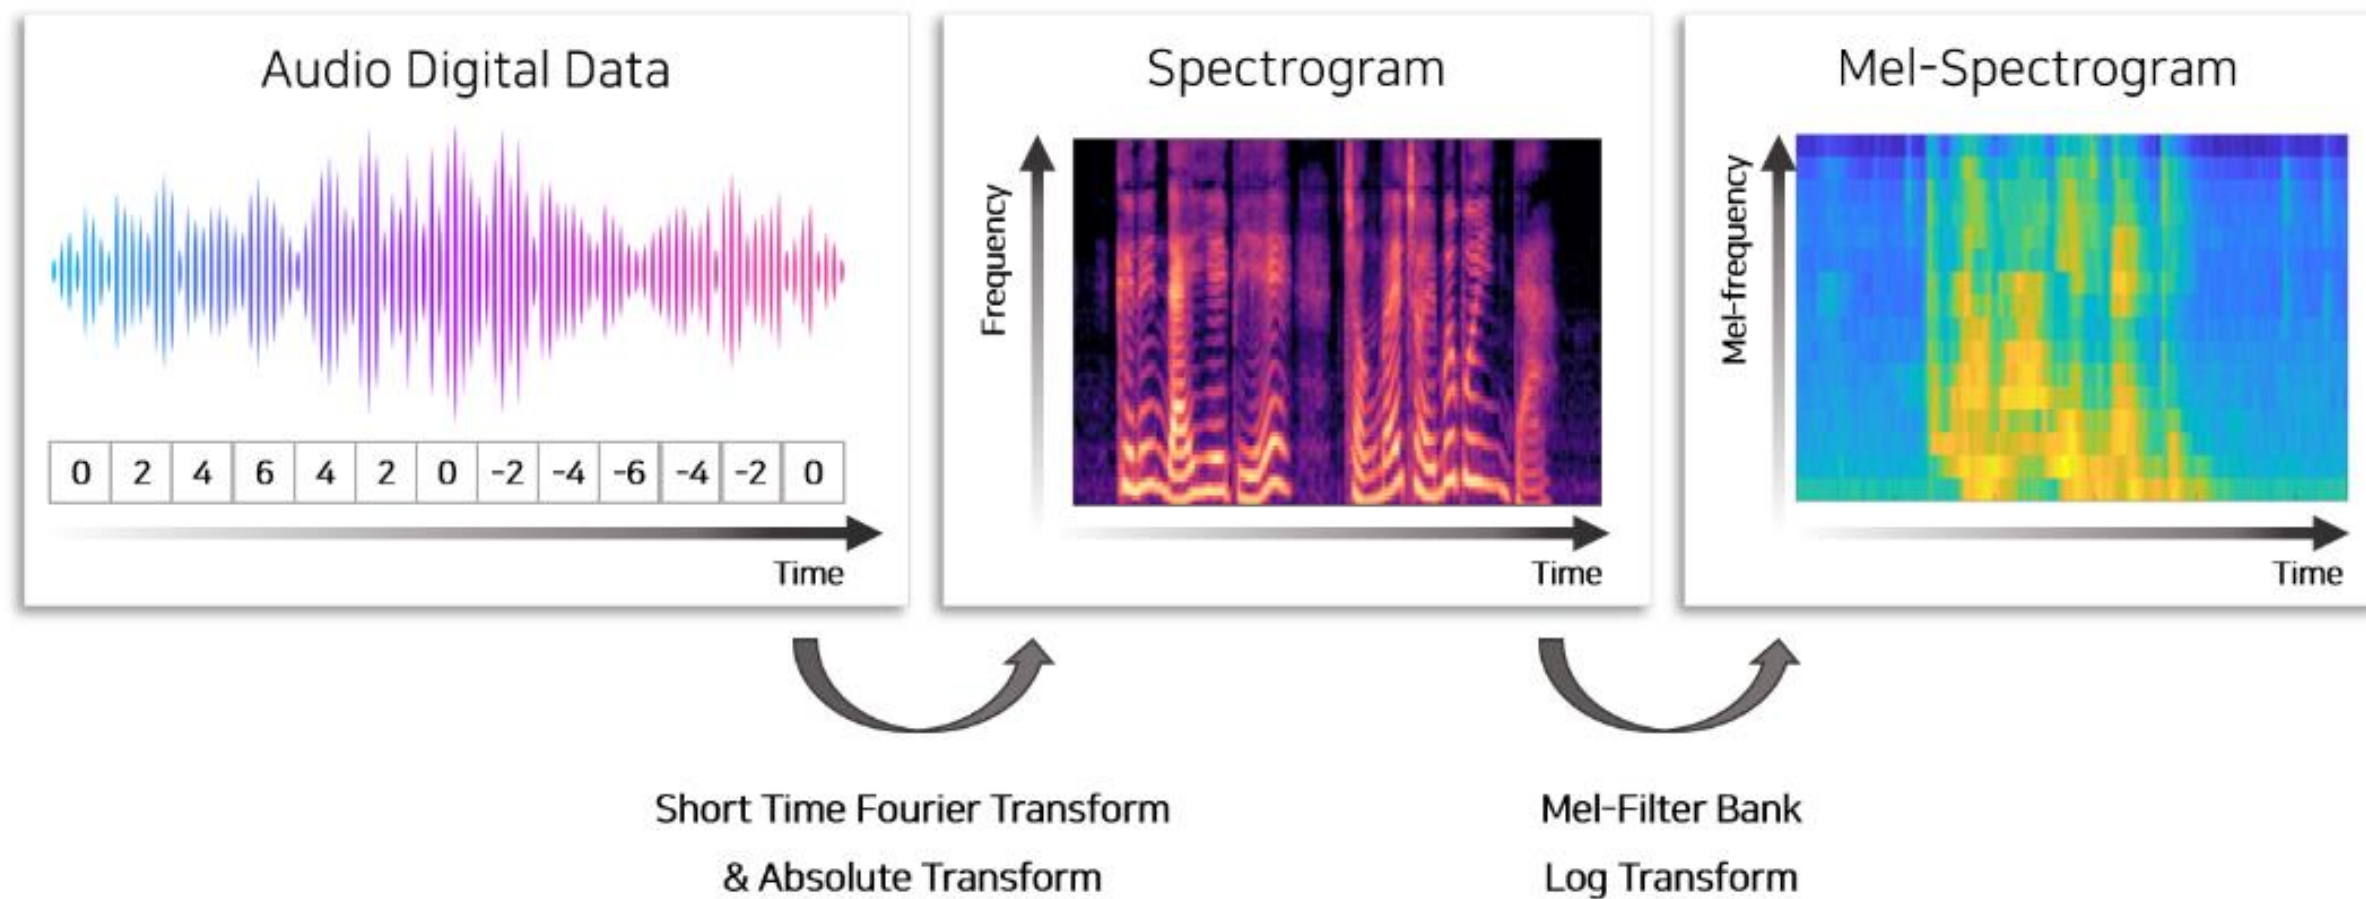 Audio Digital Data
0 2 4 6 4 2 0 -2 -4 -6 -4 -2 0
Time
Spectrogram
Frequency
Time
Mel-Spectrogram
Mel-frequency
Time
Short Time Fourier Transform
& Absolute Transform
Mel-Filter Bank
Log Transform